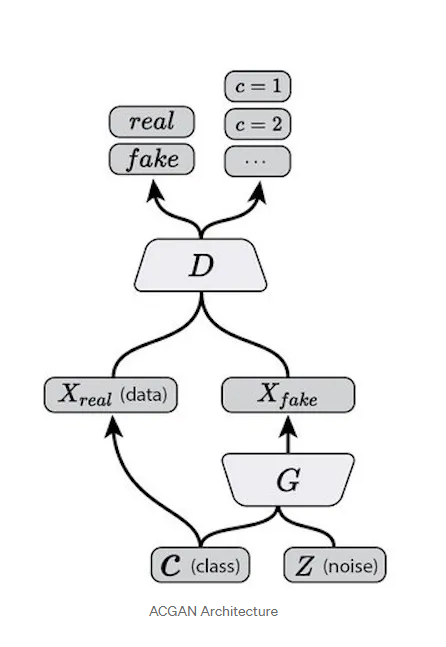 c = 1
real
c = 2
fake
...
D
X_real (data)
X_fake
G
C (class)
Z (noise)
ACGAN Architecture